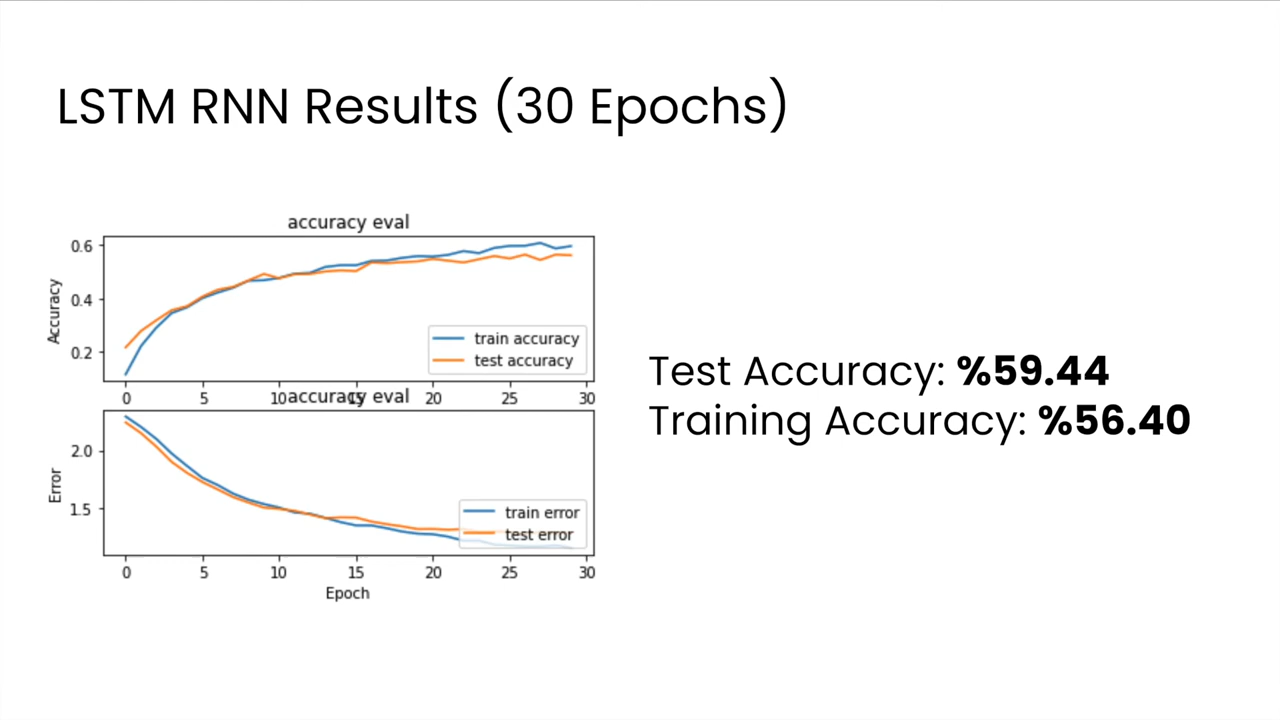 LSTM RNN Results (30 Epochs)
accuracy eval
Accuracy
0.6
0.4
0.2
train accuracy
test accuracy
0 5 10 15 20 25 30
accuracy eval
Error
2.0
1.5
train error
test error
0 5 10 15 20 25 30
Epoch
Test Accuracy: %59.44
Training Accuracy: %56.40